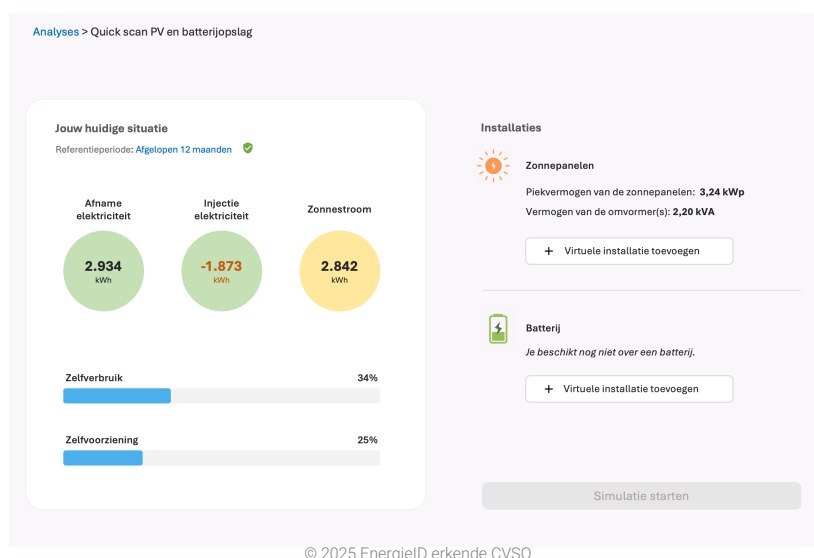 Analyses > Quick scan PV en batterijopslag
Jouw huidige situatie
Referentieperiode: Afgelopen 12 maanden
Afname
elektriciteit
2.934
kWh
Injectie
elektriciteit
-1.873
kWh
Zonnestroom
2.842
kWh
Zelfverbruik 34%
Zelfvoorziening 25%
Installaties
Zonnepanelen
Piekvermogen van de zonnepanelen: 3,24 kWp
Vermogen van de omvormer(s): 2,20 kVA
+ Virtuele installatie toevoegen
Batterij
Je beschikt nog niet over een batterij.
+ Virtuele installatie toevoegen
Simulatie starten
© 2025 EnergieID erkende CVSO